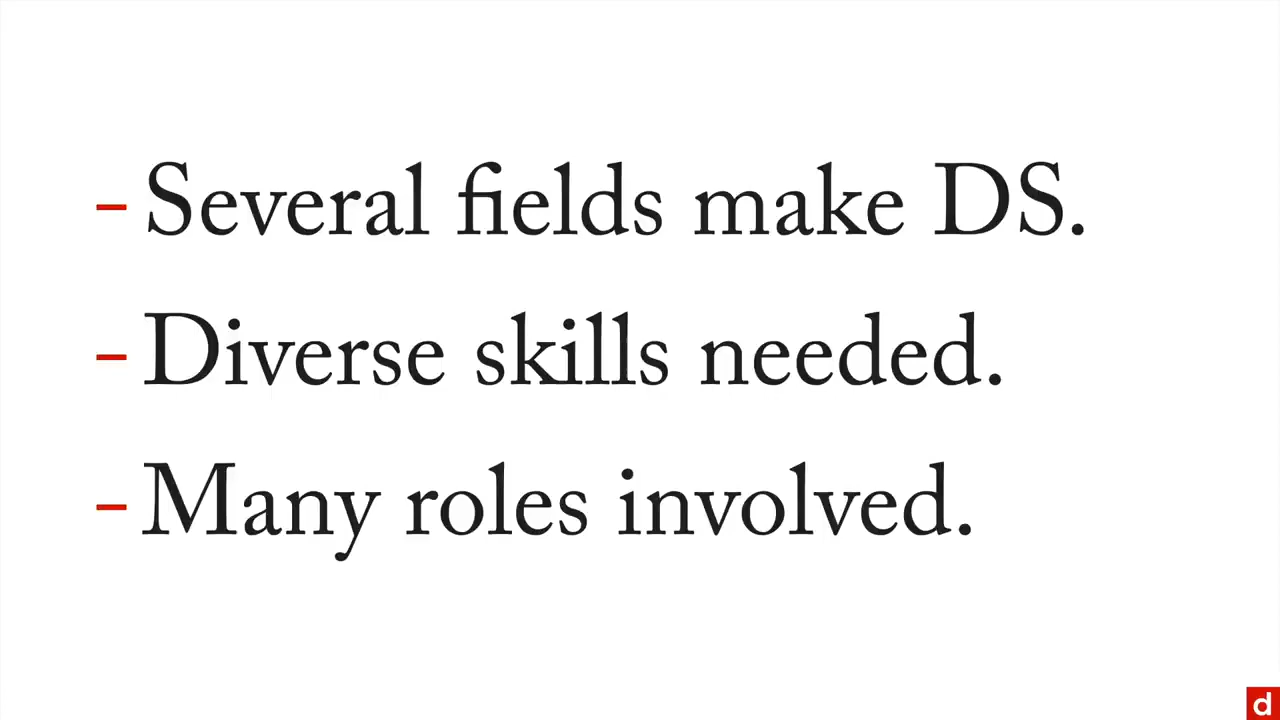 - Several fields make DS.
- Diverse skills needed.
- Many roles involved.
d